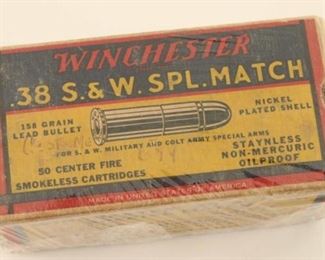 WINCHESTER
.38 S.&W. SPL. MATCH
158 GRAIN
LEAD BULLET
NICKEL
PLATED SHELL
FOR S. & W. MILITARY AND COLT ARMY SPECIAL ARMS
50 CENTER FIRE
SMOKELESS CARTRIDGES
STAYNLESS
NON-MERCURIC
OILPROOF
MADE IN UNITED STATES OF AMERICA